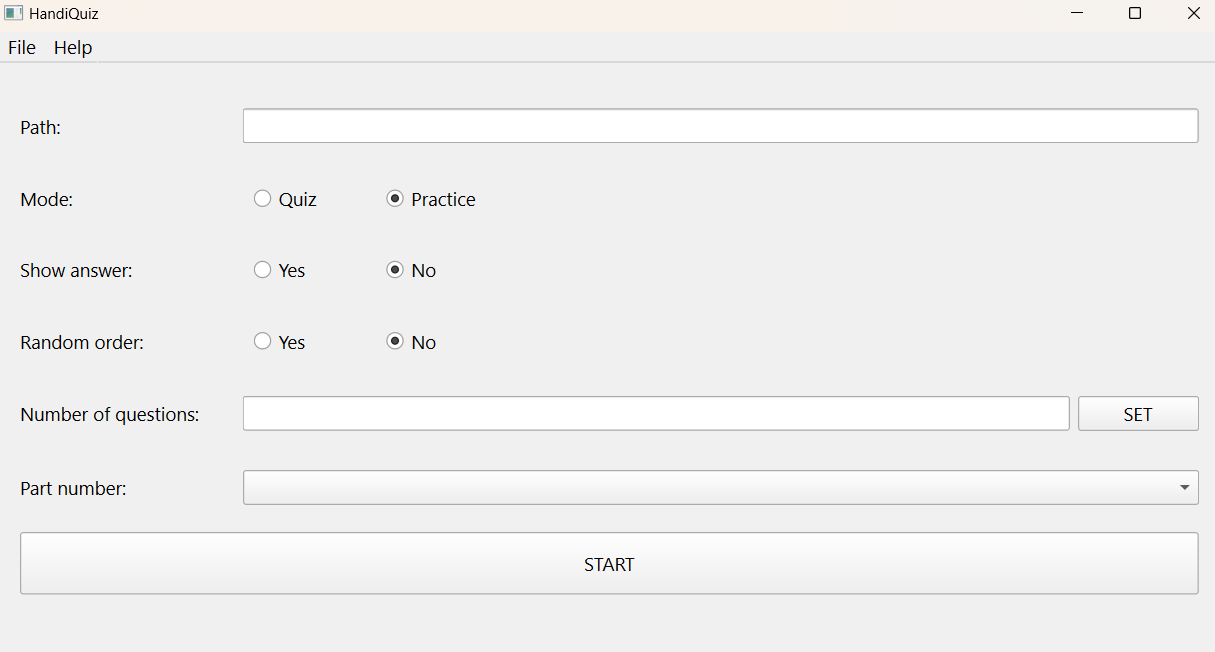 HandiQuiz
File Help
Path:
Mode: Quiz Practice
Show answer: Yes No
Random order: Yes No
Number of questions: SET
Part number:
START